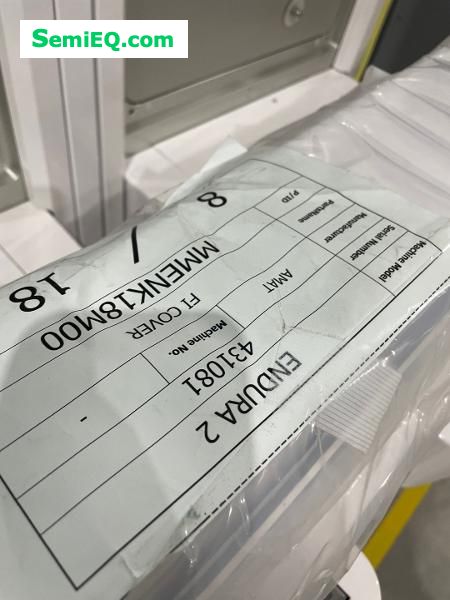 SemiEQ.com
Machine Model ENDURA 2
Serial Number 431081
Manufacturer AMAT Machine No. -
PartsName FI COVER
P/ID MMENK18M00
8 / 18